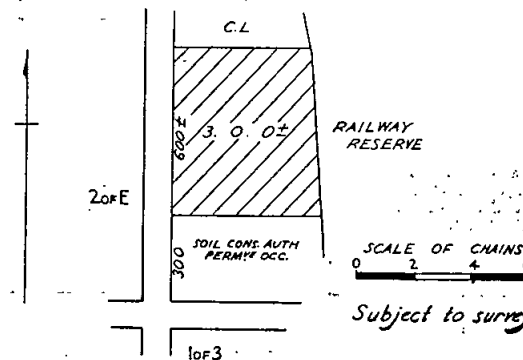 C.L
600±
3. 0. 0±
RAILWAY
RESERVE
2 OF E
SOIL CONS. AUTH
PERMVE OCC.
300
SCALE OF CHAINS
0 2 4
Subject to surve
1 OF 3